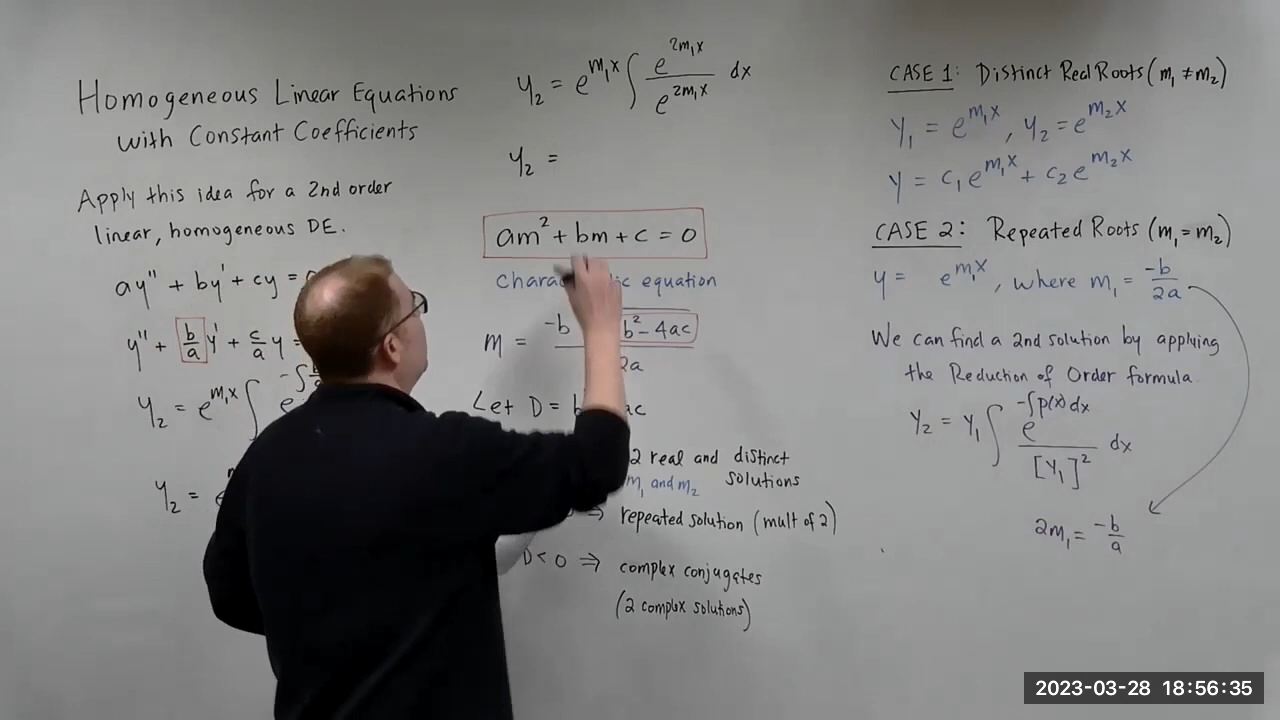 Homogeneous Linear Equations
with Constant Coefficients
Apply this idea for a 2nd order
linear, homogeneous DE.
ay'' + by' + cy =
y'' + b/a y' + c/a y =
y₂ = e^(m₁x) ∫
y₂ =
y₂ = e^(m₁x) ∫ e^(2m₁x)/e^(2m₁x) dx
y₂ =
am² + bm + c = 0
equation
m = -b b² - 4ac
2a
Let D =
2 real and distinct
m₁ and m₂ solutions
⇒ repeated solution (mult of 2)
D < 0 ⇒ complex conjugates
(2 complex solutions)
CASE 1: Distinct Real Roots (m₁ ≠ m₂)
y₁ = e^(m₁x), y₂ = e^(m₂x)
y = c₁e^(m₁x) + c₂e^(m₂x)
CASE 2: Repeated Roots (m₁ = m₂)
y = e^(m₁x), where m₁ = -b/2a
We can find a 2nd solution by applying
the Reduction of Order formula
y₂ = y₁ ∫ e^(-∫p(x)dx)/[y₁]² dx
2m₁ = -b/a
2023-03-28 18:56:35